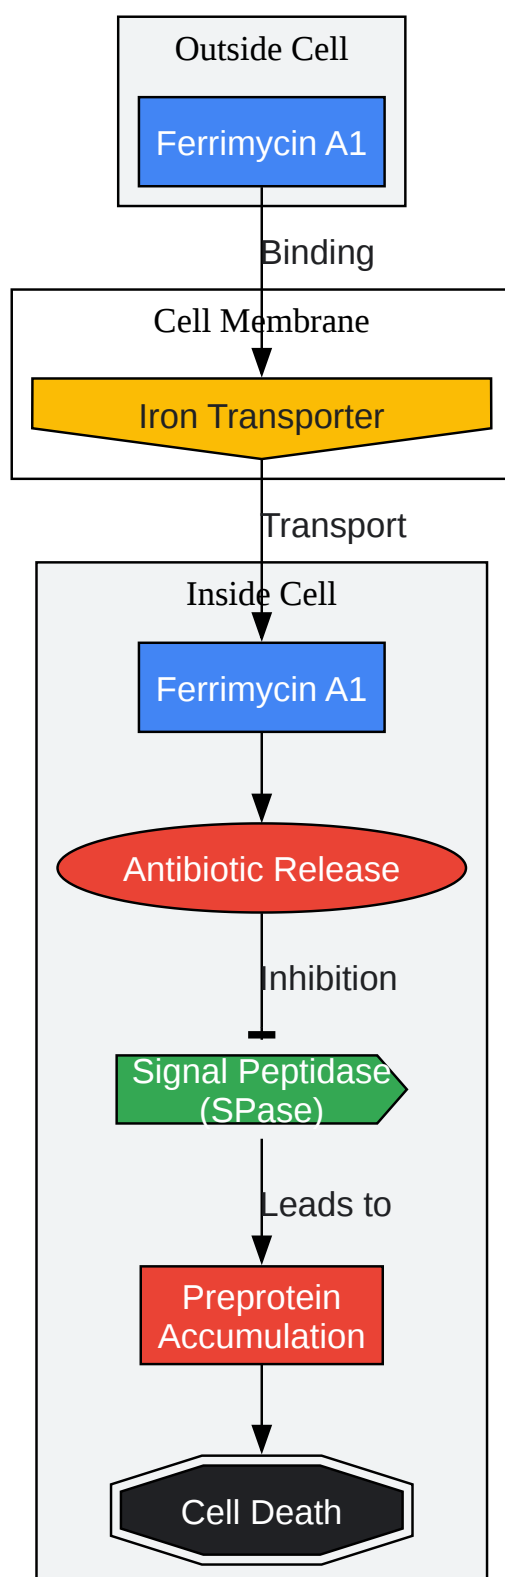 Outside Cell
Ferrimycin A1
Binding
Cell Membrane
Iron Transporter
Transport
Inside Cell
Ferrimycin A1
Antibiotic Release
Inhibition
Signal Peptidase
(SPase)
Leads to
Preprotein
Accumulation
Cell Death